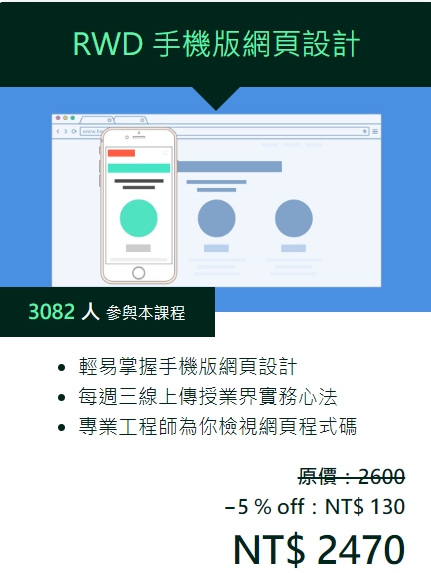 RWD 手機版網頁設計
3082 人 參與本課程
輕易掌握手機版網頁設計
每週三線上傳授業界實務心法
專業工程師為你檢視網頁程式碼
原價：2600
−5 % off：NT$ 130
NT$ 2470